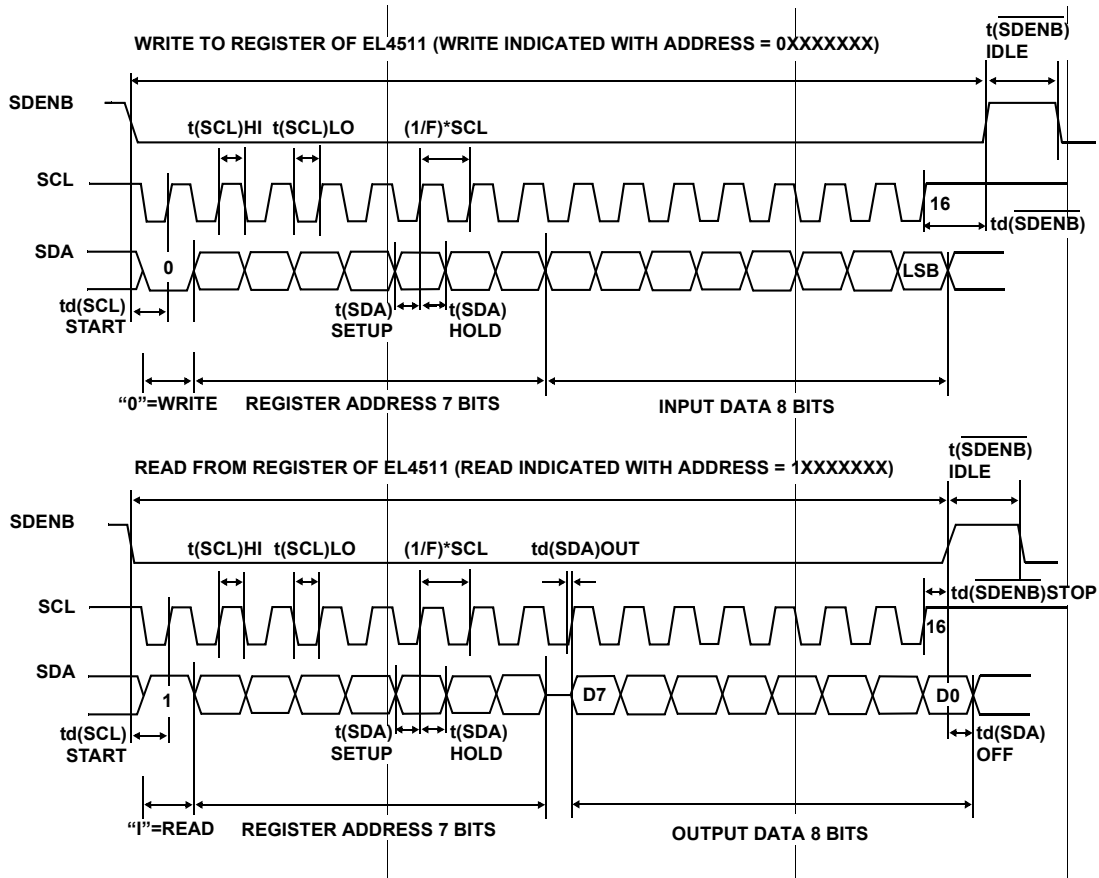 WRITE TO REGISTER OF EL4511 (WRITE INDICATED WITH ADDRESS = 0XXXXXXX)
t(SDENB)
IDLE
SDENB
t(SCL)HI
t(SCL)LO
(1/F)*SCL
SCL
16
td(SDENB)
SDA
0
LSB
td(SCL)
START
t(SDA)
SETUP
t(SDA)
HOLD
“0”=WRITE
REGISTER ADDRESS 7 BITS
INPUT DATA 8 BITS
READ FROM REGISTER OF EL4511 (READ INDICATED WITH ADDRESS = 1XXXXXXX)
t(SDENB)
IDLE
SDENB
t(SCL)HI
t(SCL)LO
(1/F)*SCL
td(SDA)OUT
SCL
16
td(SDENB)STOP
SDA
1
D7
D0
td(SCL)
START
t(SDA)
SETUP
t(SDA)
HOLD
td(SDA)
OFF
“I”=READ
REGISTER ADDRESS 7 BITS
OUTPUT DATA 8 BITS